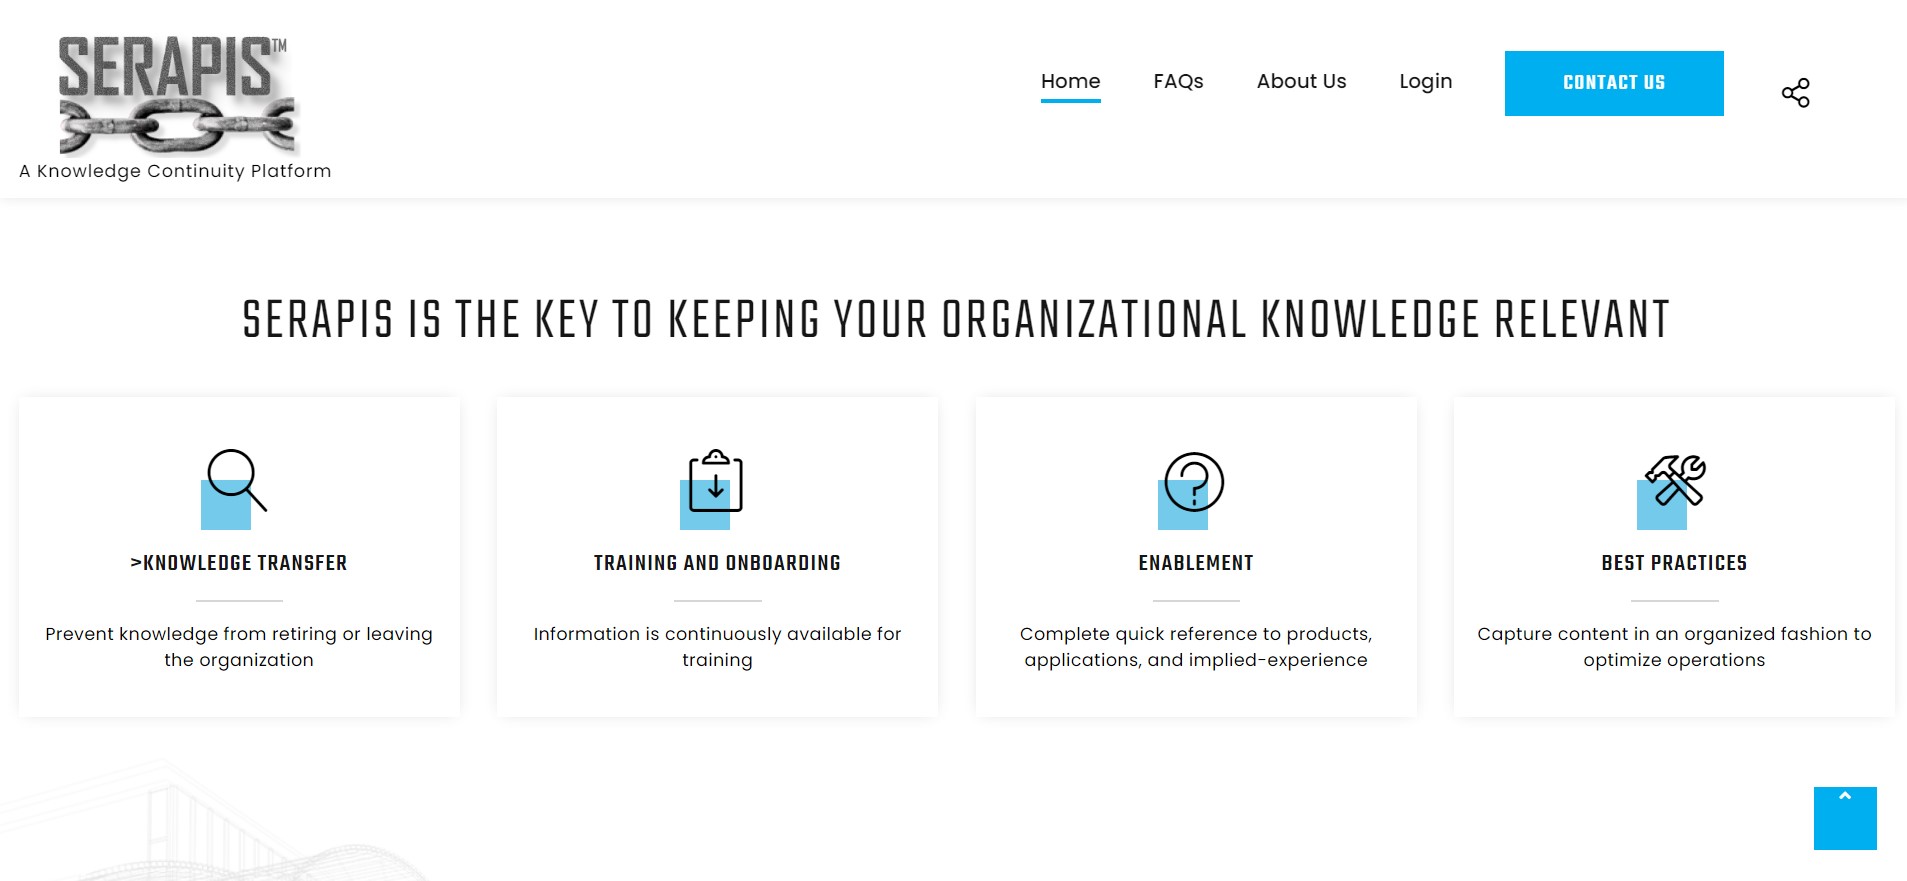 SERAPIS™
A Knowledge Continuity Platform
Home
FAQs
About Us
Login
CONTACT US
SERAPIS IS THE KEY TO KEEPING YOUR ORGANIZATIONAL KNOWLEDGE RELEVANT
>KNOWLEDGE TRANSFER
Prevent knowledge from retiring or leaving
the organization
TRAINING AND ONBOARDING
Information is continuously available for
training
ENABLEMENT
Complete quick reference to products,
applications, and implied-experience
BEST PRACTICES
Capture content in an organized fashion to
optimize operations